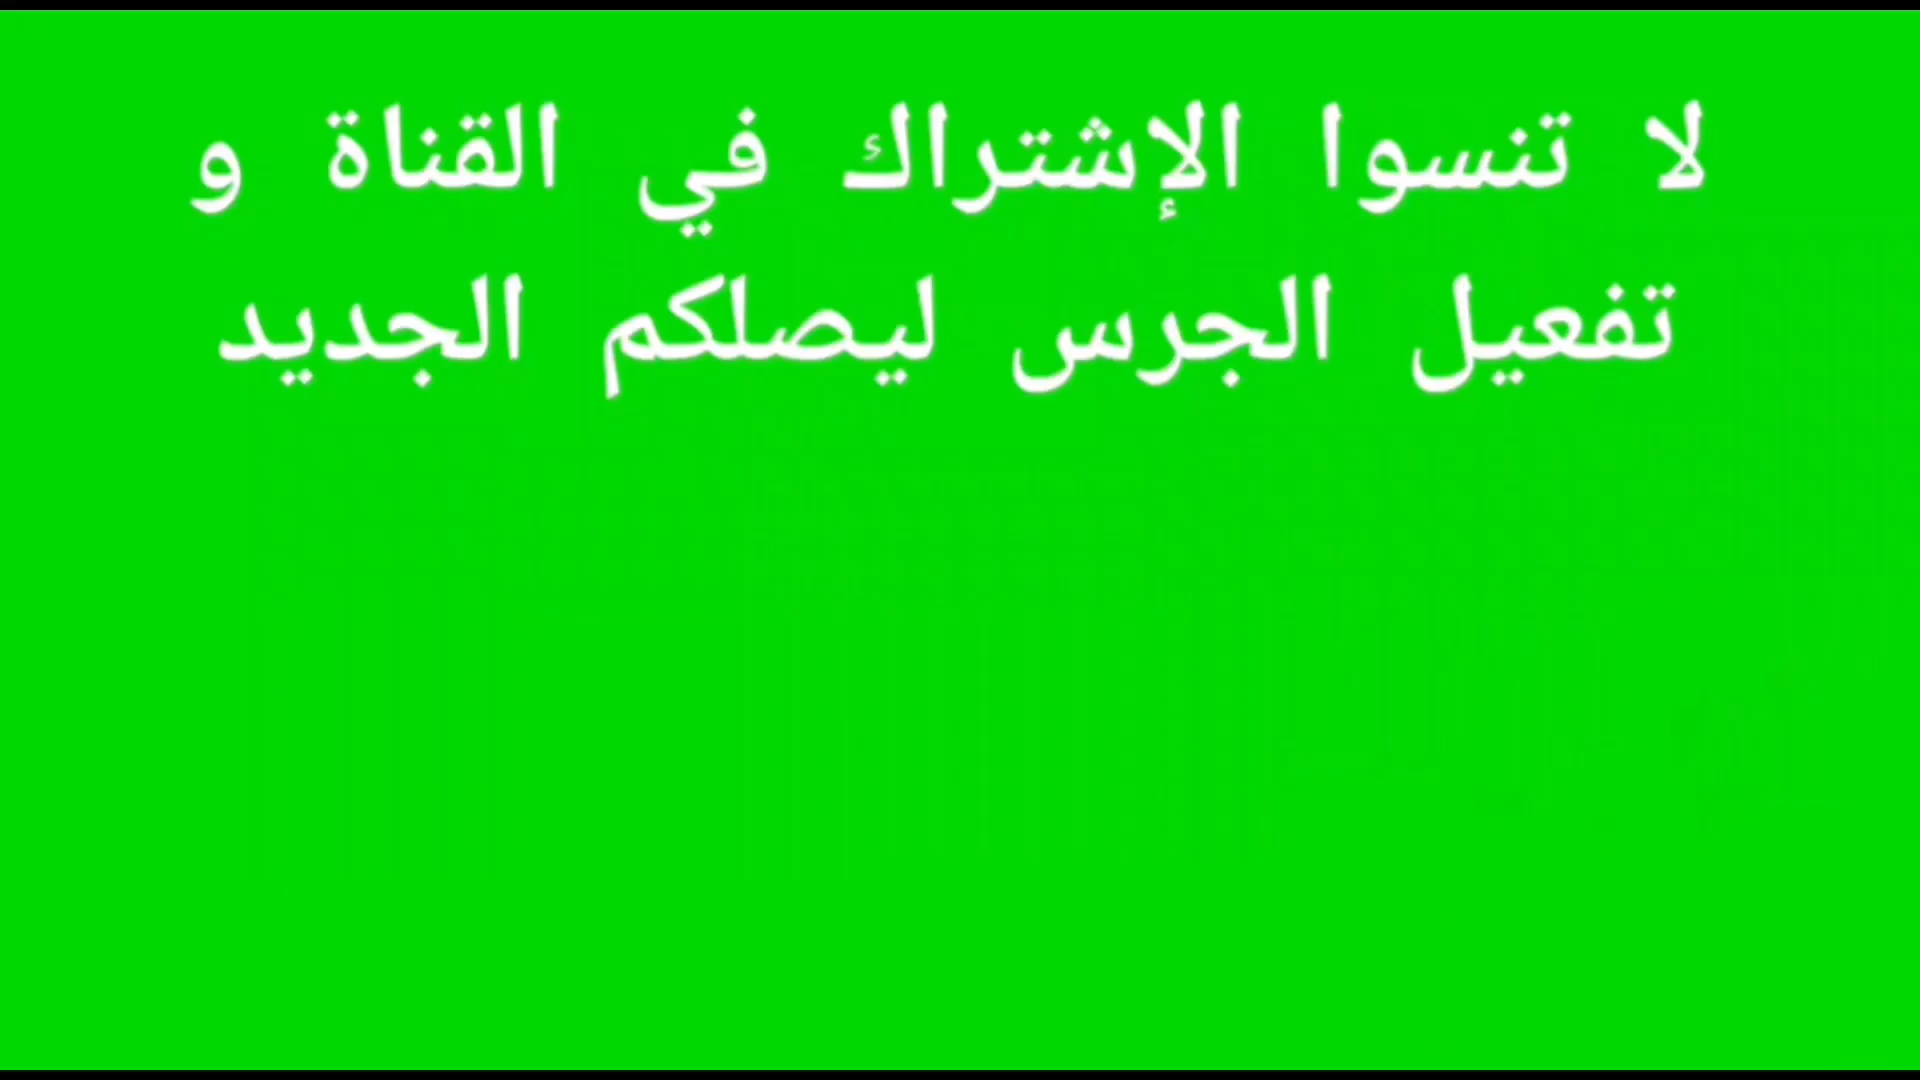 لا تنسوا الإشتراك في القناة و
تفعيل الجرس ليصلكم الجديد